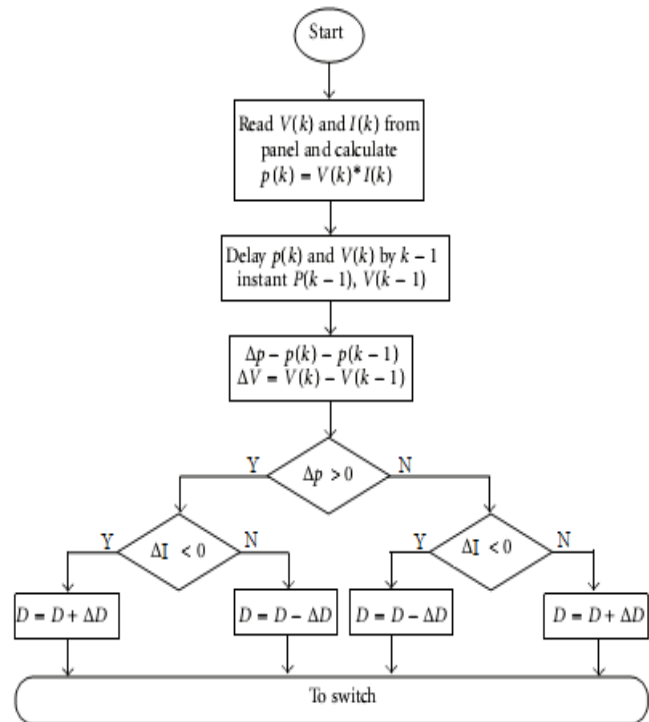 Start
Read V(k) and I(k) from
panel and calculate
p(k) = V(k)* I(k)
Delay p(k) and V(k) by k − 1
instant P(k − 1), V(k − 1)
Δp − p(k) − p(k − 1)
ΔV = V(k) − V(k − 1)
Y
Δp > 0
N
Y
ΔI < 0
N
Y
ΔI < 0
N
D = D + ΔD
D = D − ΔD
D = D − ΔD
D = D + ΔD
To switch